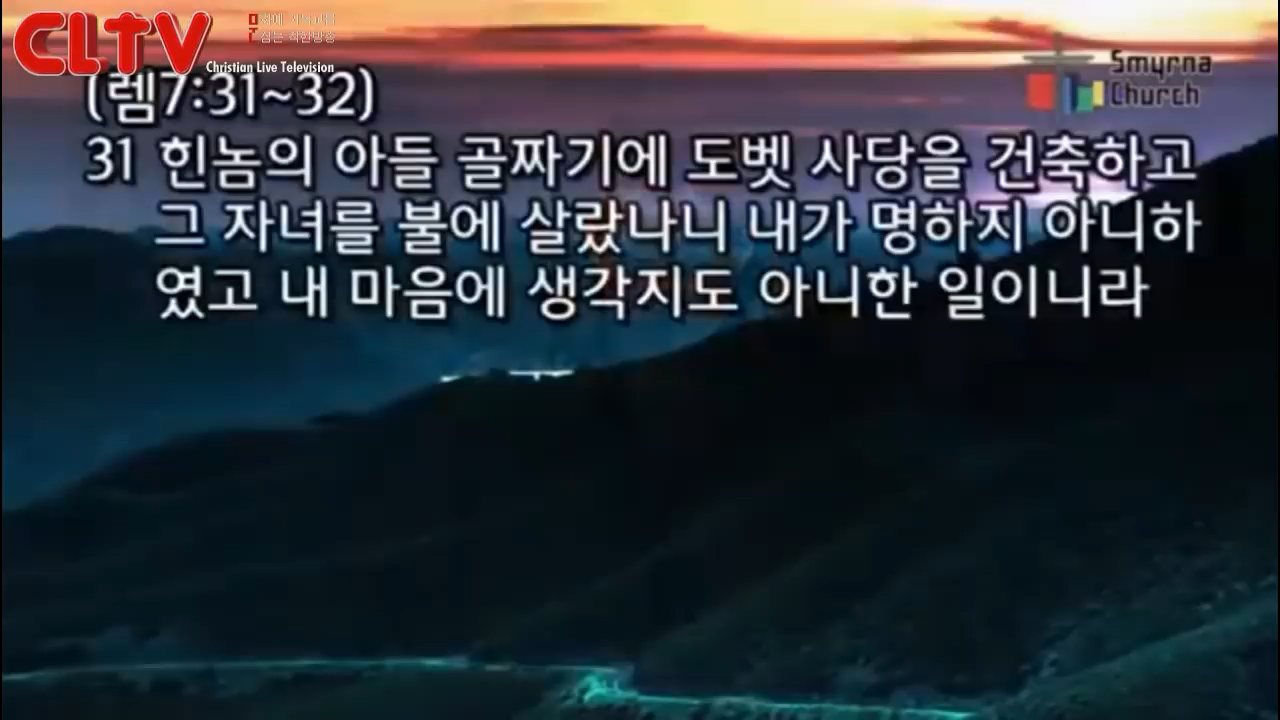 CLTV
Christian Live Television
Smyrna
Church
(렘7:31~32)
31 힌놈의 아들 골짜기에 도벳 사당을 건축하고
그 자녀를 불에 살랐나니 내가 명하지 아니하
였고 내 마음에 생각지도 아니한 일이니라